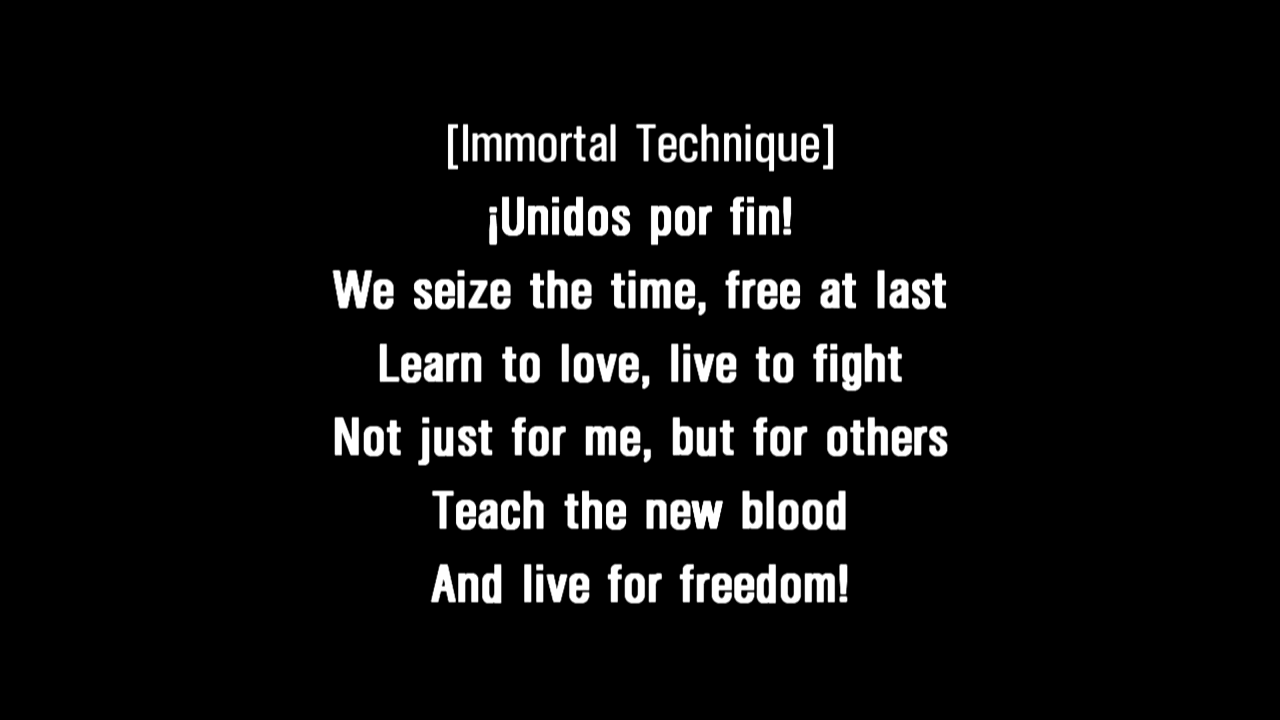 [Immortal Technique]
¡Unidos por fin!
We seize the time, free at last
Learn to love, live to fight
Not just for me, but for others
Teach the new blood
And live for freedom!